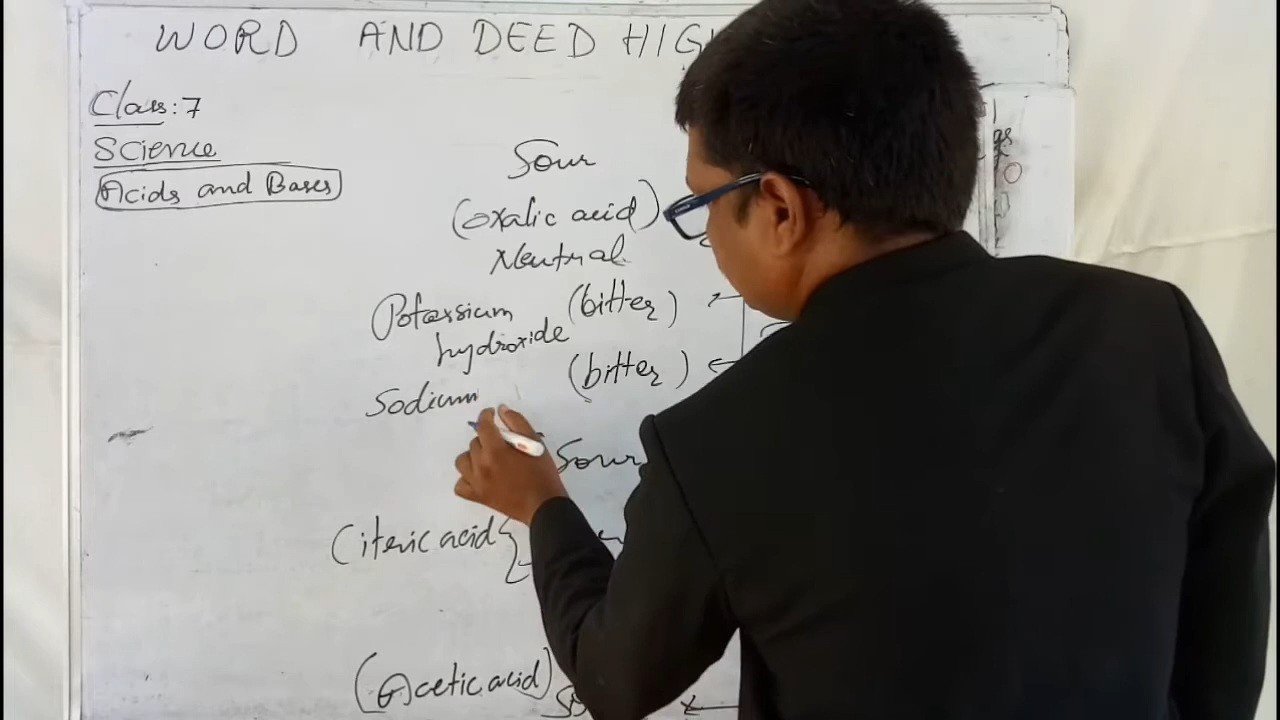 WORD AND DEED HIG
Class: 7
Science
Acids and Bases
Sour
(Oxalic acid)
Neutral
Potassium (bitter)
hydroxide
(bitter)
Sodium
Sour
Citeric acid
(Acetic acid)